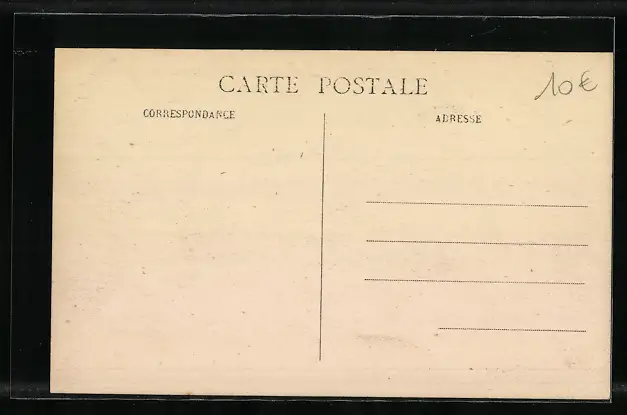 CARTE POSTALE
10€
CORRESPONDANCE
ADRESSE